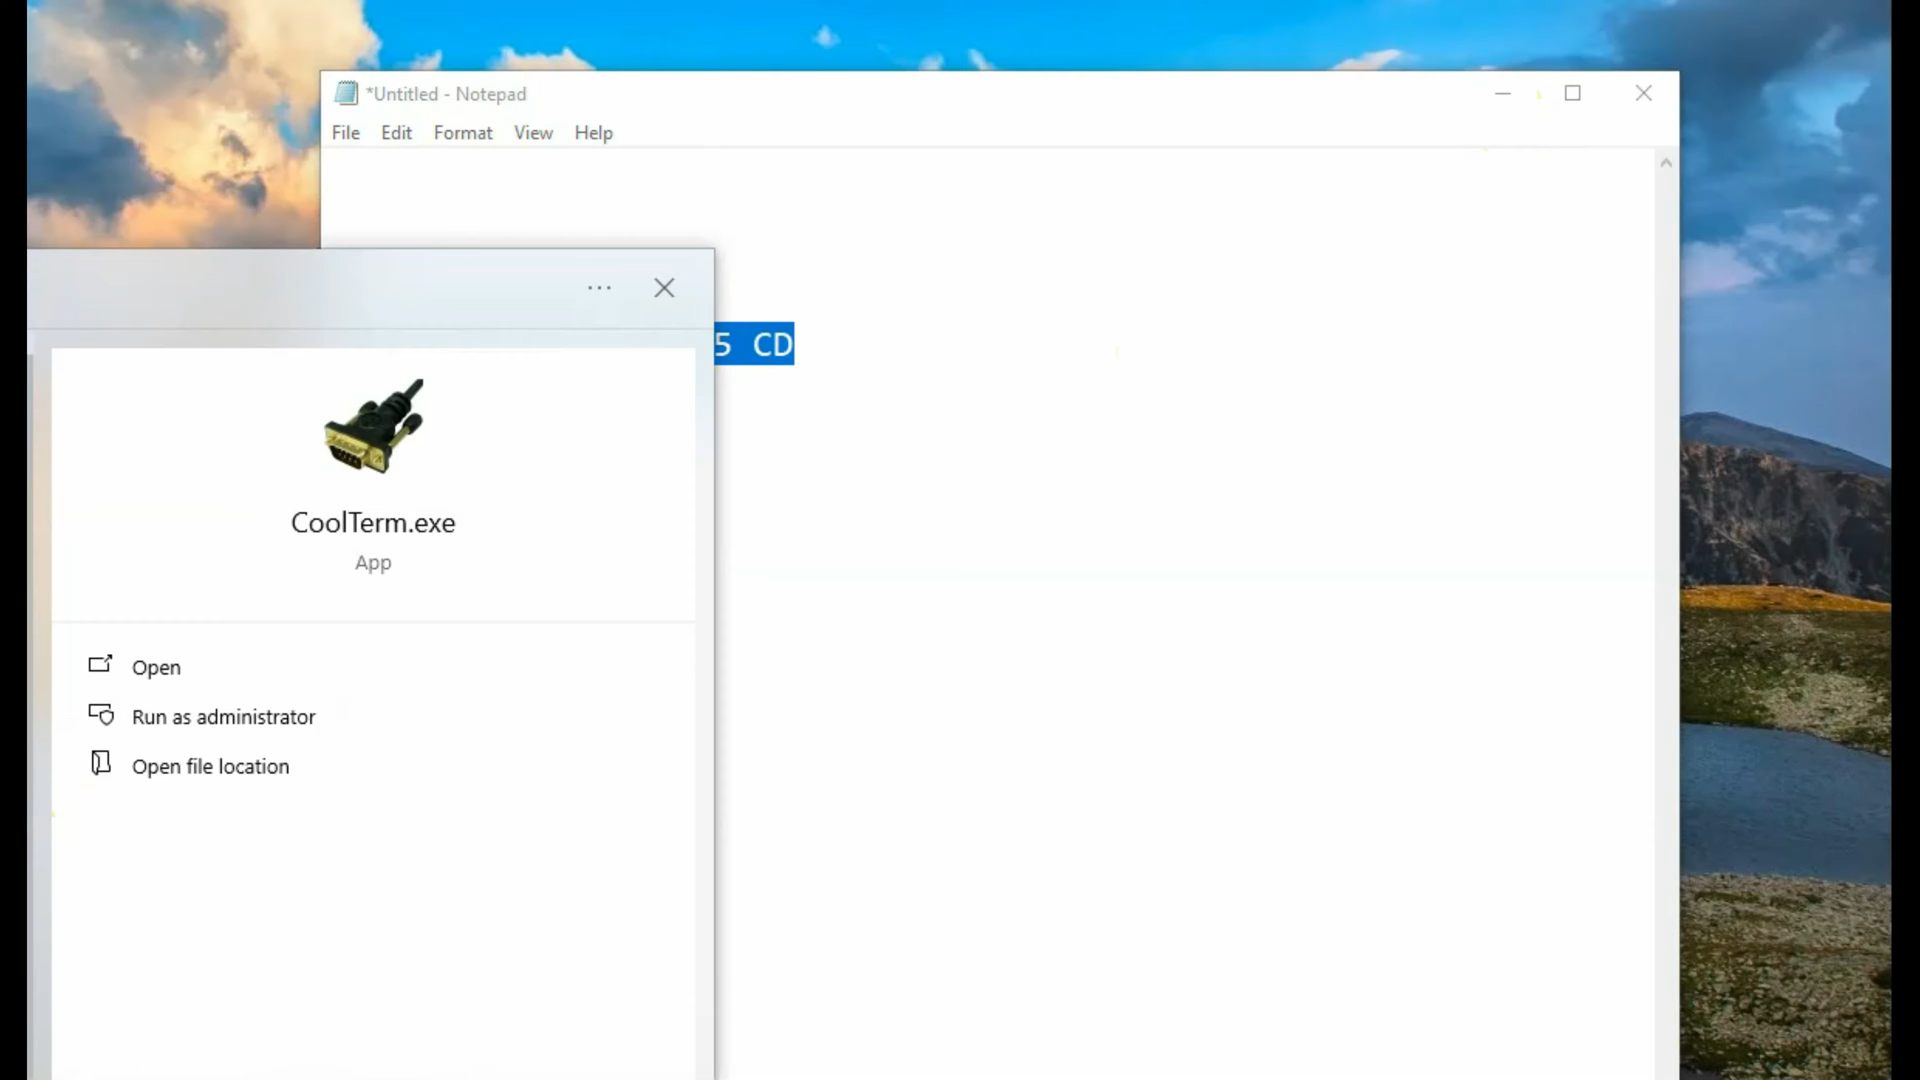 *Untitled - Notepad
File Edit Format View Help
5 CD
CoolTerm.exe
App
Open
Run as administrator
Open file location